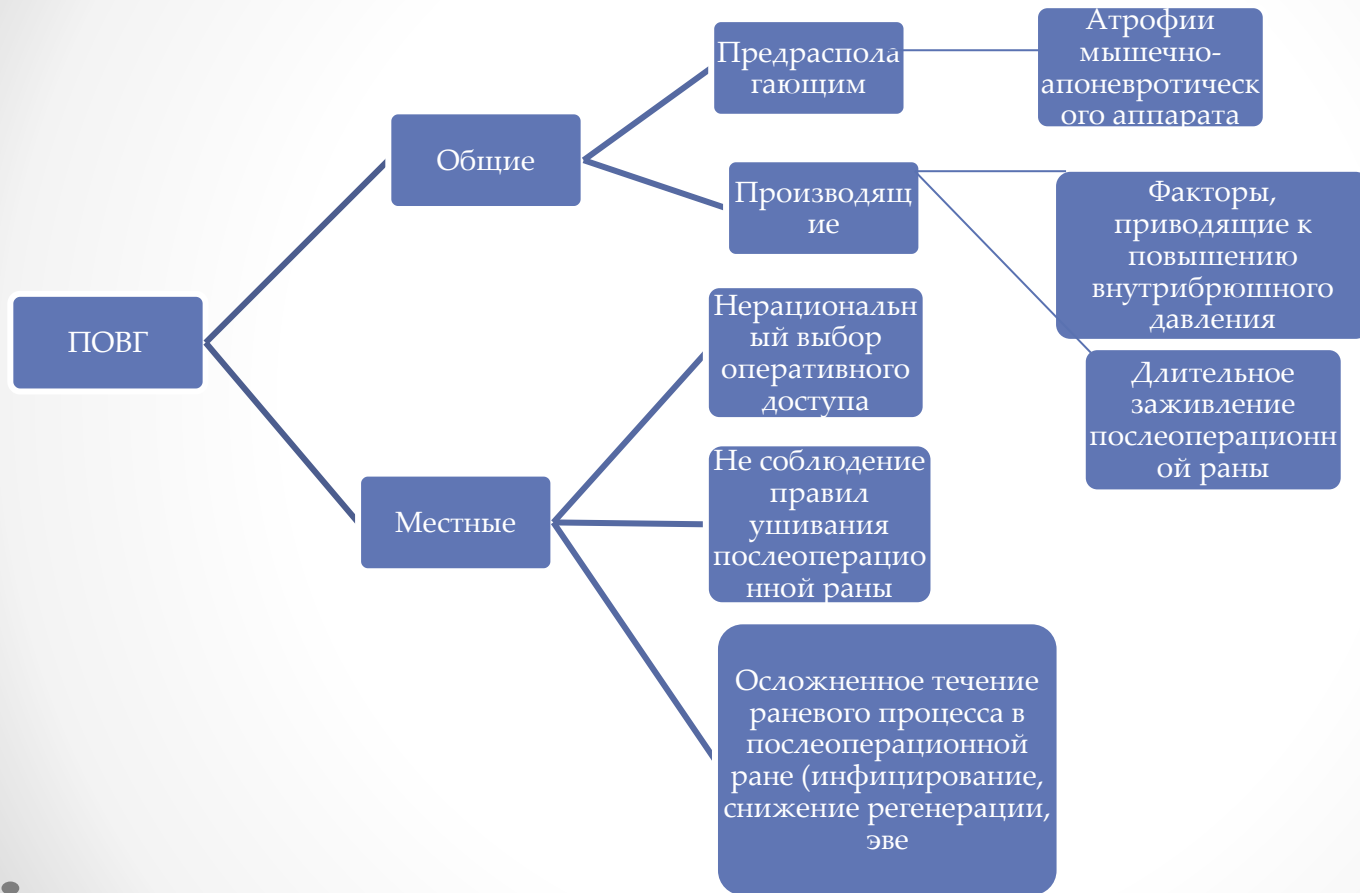 ПОВГ
Общие
Предраспола
гающим
Атрофии
мышечно-
апоневротическ
ого аппарата
Производящ
ие
Факторы,
приводящие к
повышению
внутрибрюшного
давления
Длительное
заживление
послеоперационн
ой раны
Местные
Нерациональн
ый выбор
оперативного
доступа
Не соблюдение
правил
ушивания
послеоперацио
нной раны
Осложненное течение
раневого процесса в
послеоперационной
ране (инфицирование,
снижение регенерации,
эве